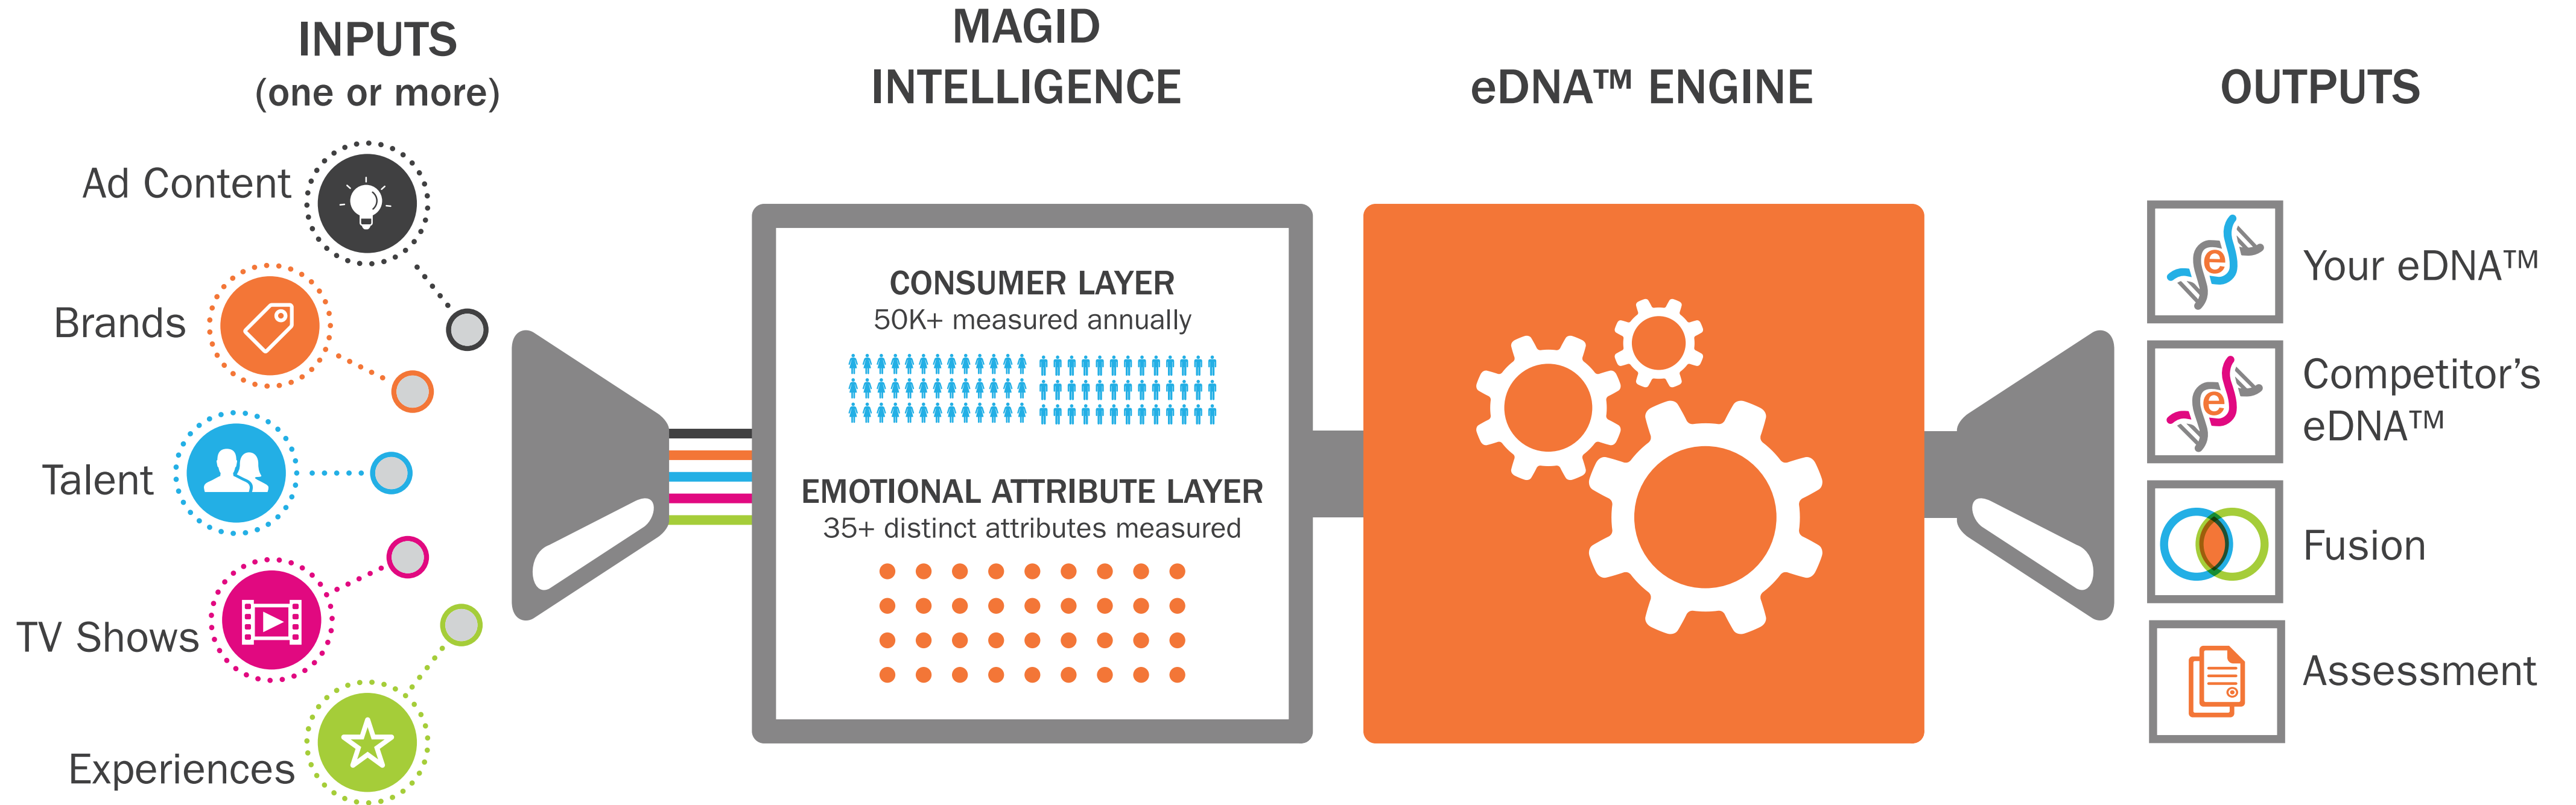 INPUTS
(one or more)
Ad Content
Brands
Talent
TV Shows
Experiences
MAGID
INTELLIGENCE
CONSUMER LAYER
50K+ measured annually
EMOTIONAL ATTRIBUTE LAYER
35+ distinct attributes measured
eDNA™ ENGINE
OUTPUTS
e
Your eDNA™
e
Competitor’s
eDNA™
Fusion
Assessment